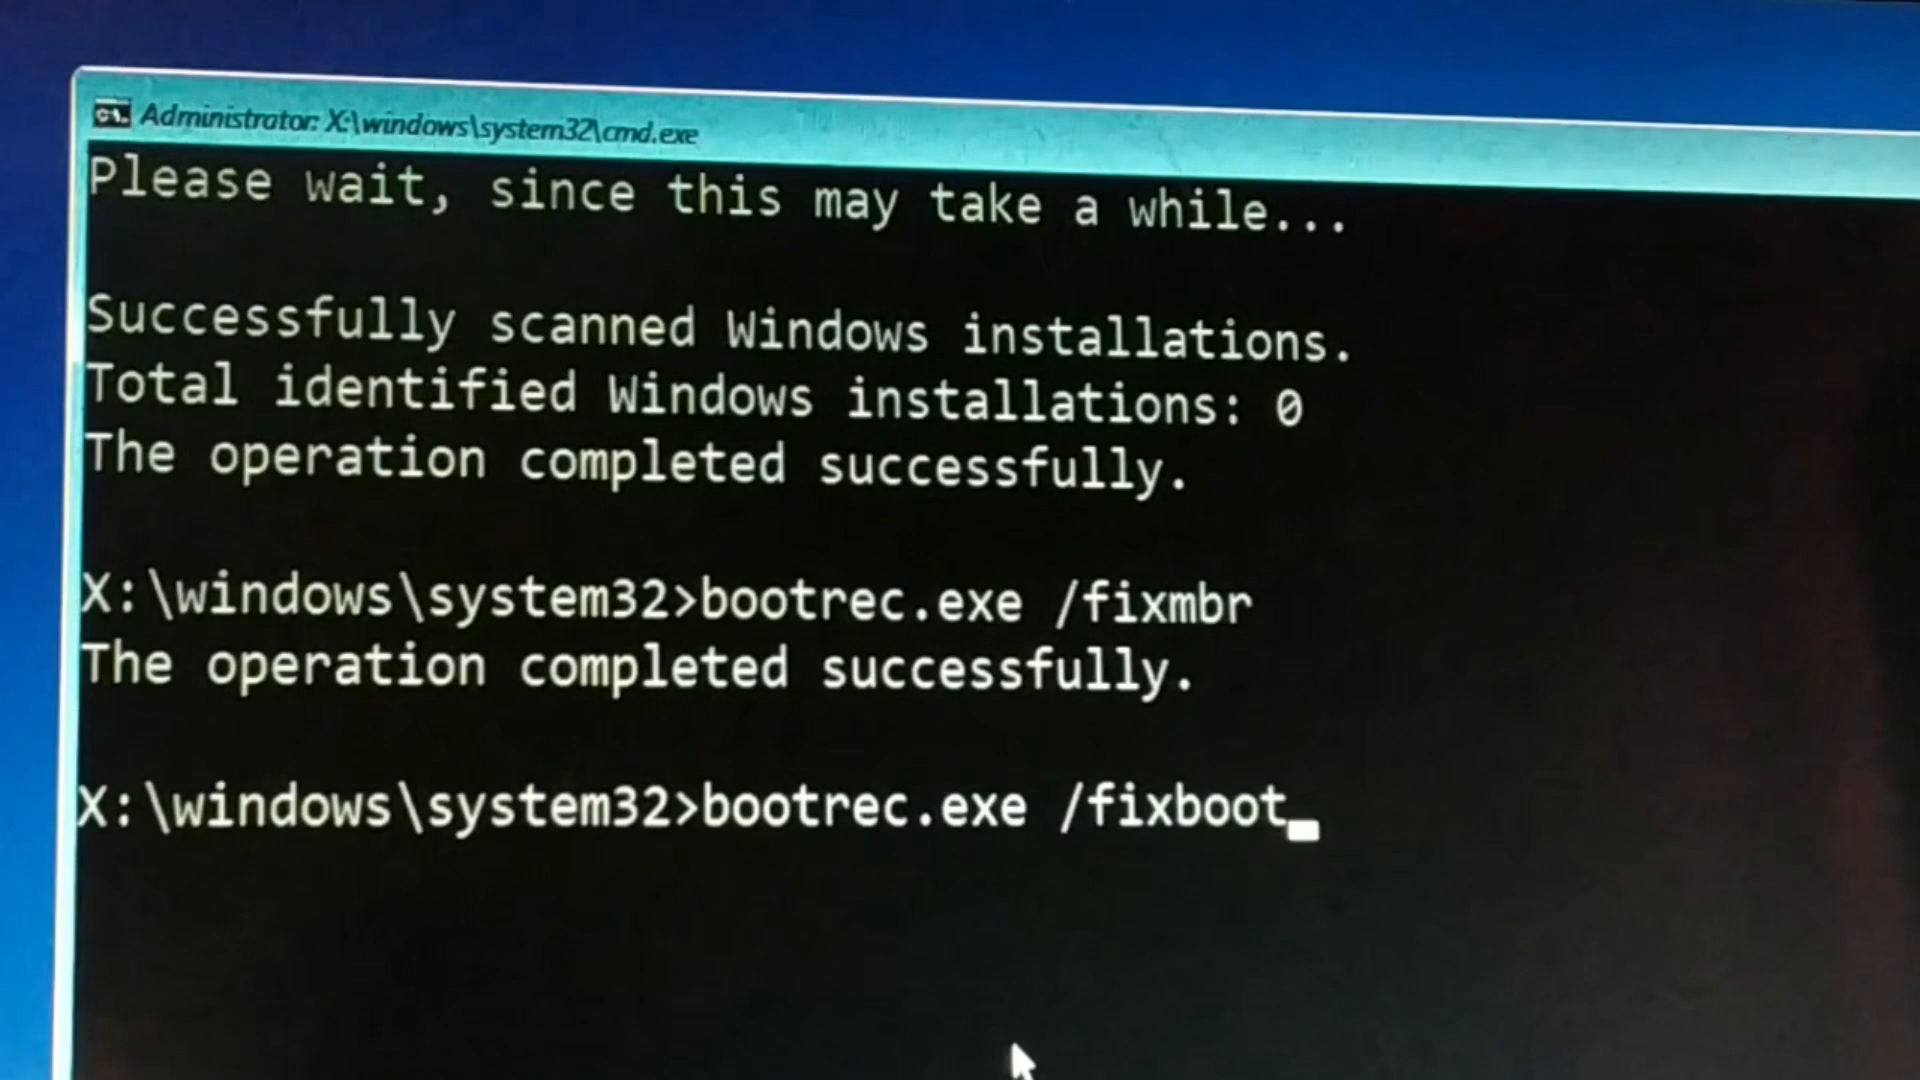 C:\. Administrator: X:\windows\system32\cmd.exe
Please wait, since this may take a while...
Successfully scanned Windows installations.
Total identified Windows installations: 0
The operation completed successfully.
X:\windows\system32>bootrec.exe /fixmbr
The operation completed successfully.
X:\windows\system32>bootrec.exe /fixboot_